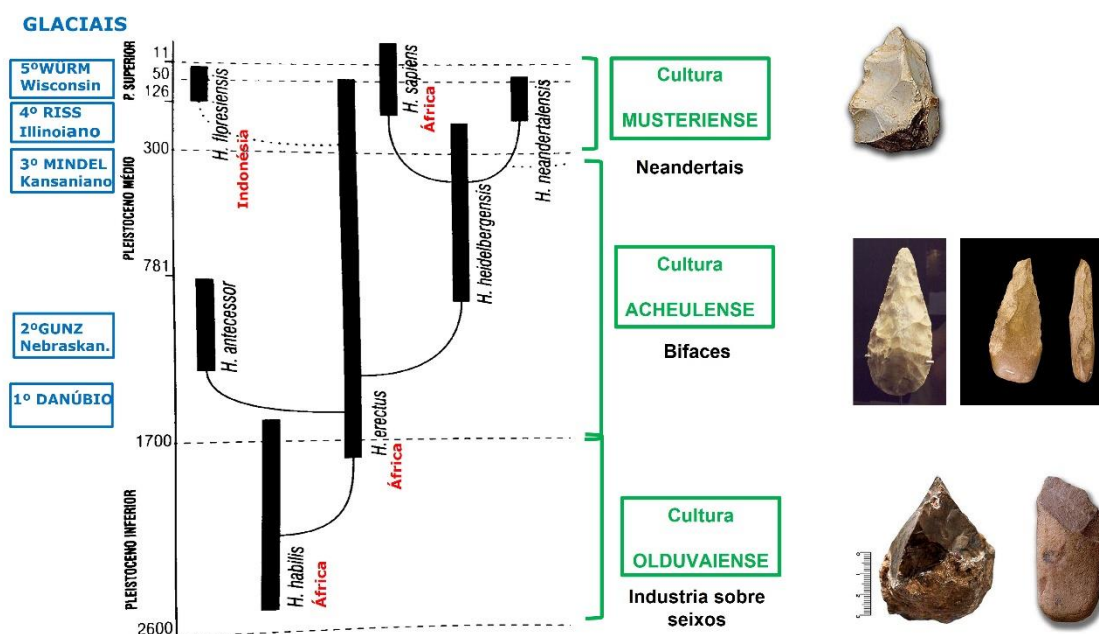 GLACIAIS
5ºWÜRM
Wisconsin
4º RISS
Illinoiano
3º MINDEL
Kansaniano
2ºGUNZ
Nebraskan.
1º DANÚBIO
P. SUPERIOR
PLEISTOCENO MÉDIO
PLEISTOCENO INFERIOR
11
50
126
300
781
1700
2600
H. floresiensis
Indonésia
H. sapiens
África
H. neandertalensis
H. heidelbergensis
H. antecessor
H. erectus
África
H. habilis
África
Cultura
MUSTERIENSE
Neandertais
Cultura
ACHEULENSE
Bifaces
Cultura
OLDUVAIENSE
Industria sobre
seixos